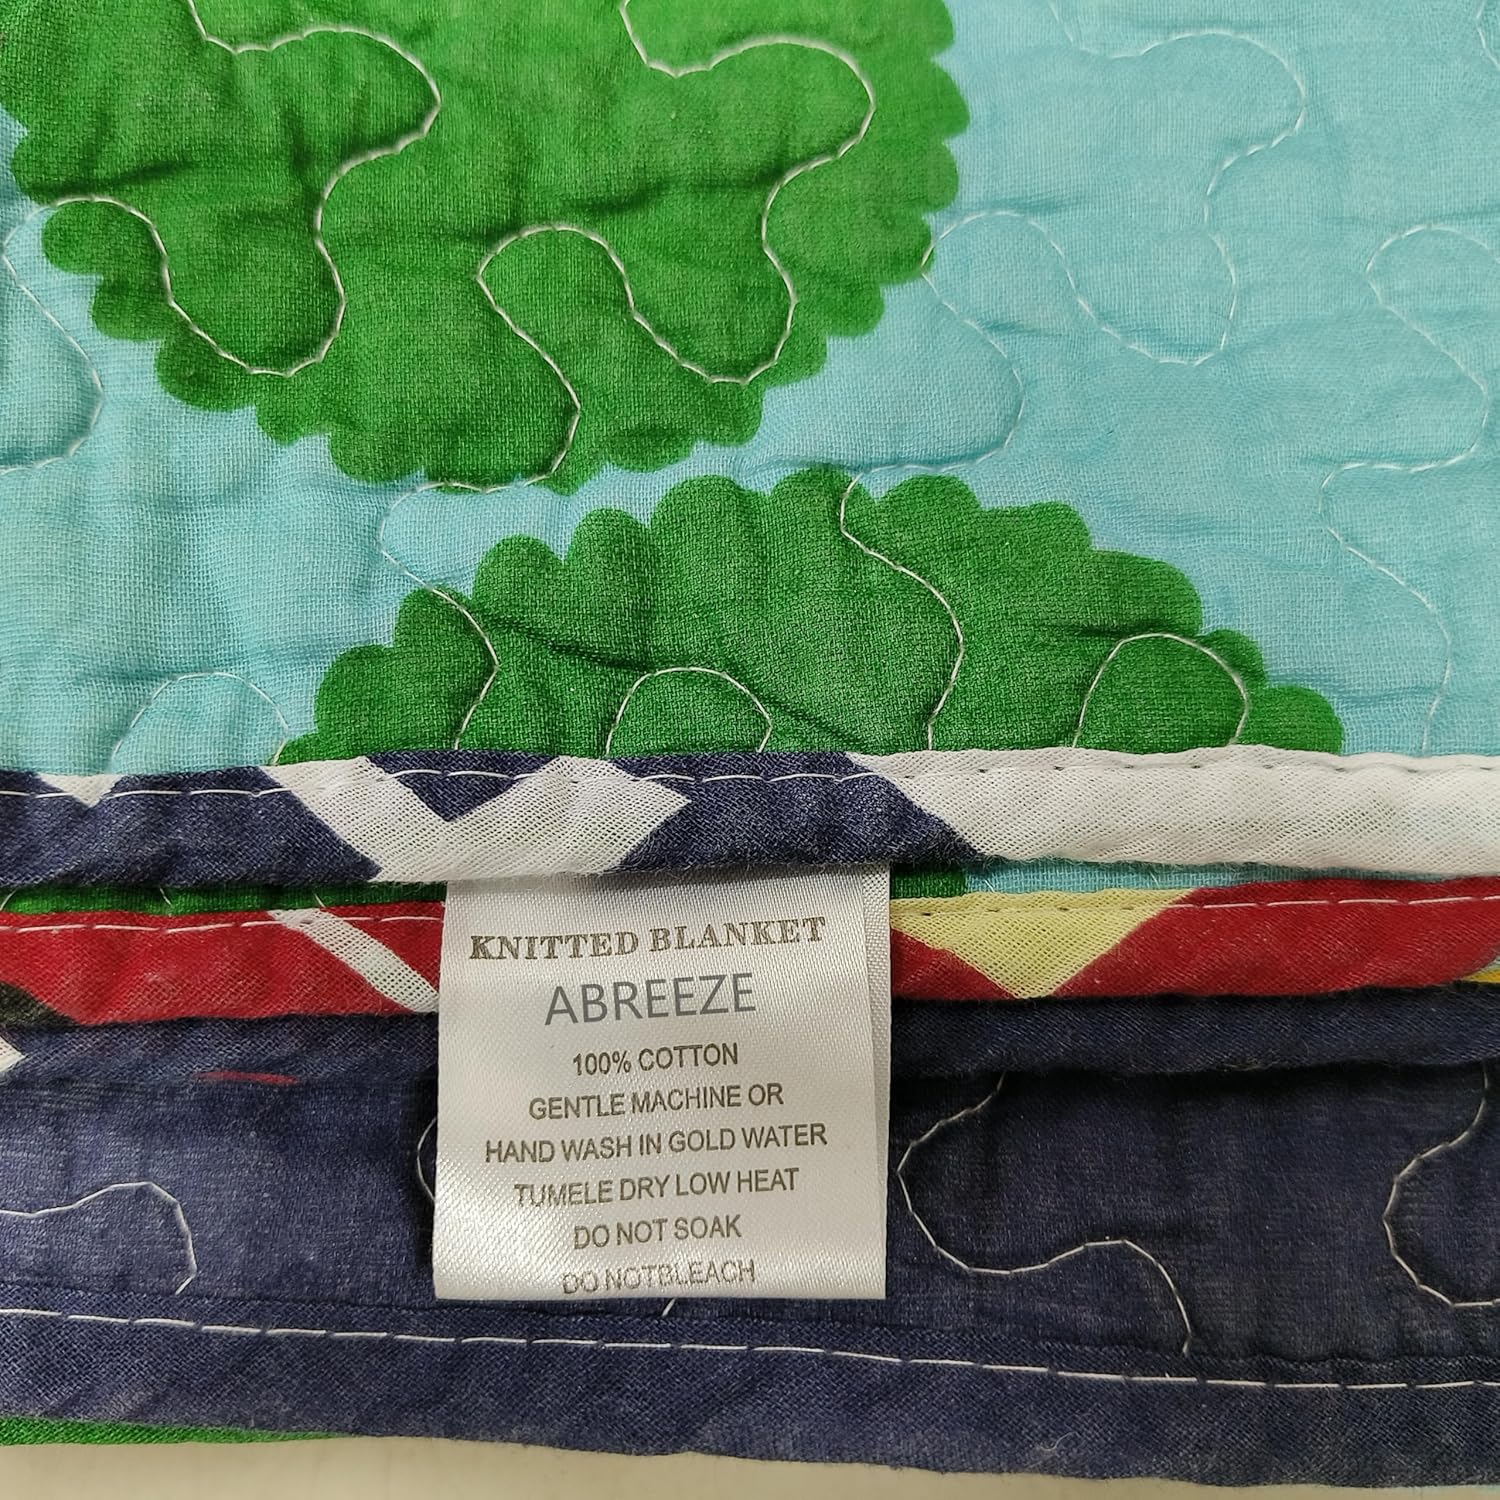 KNITTED BLANKET
ABREEZE
100% COTTON
GENTLE MACHINE OR
HAND WASH IN GOLD WATER
TUMELE DRY LOW HEAT
DO NOT SOAK
DO NOTBLEACH